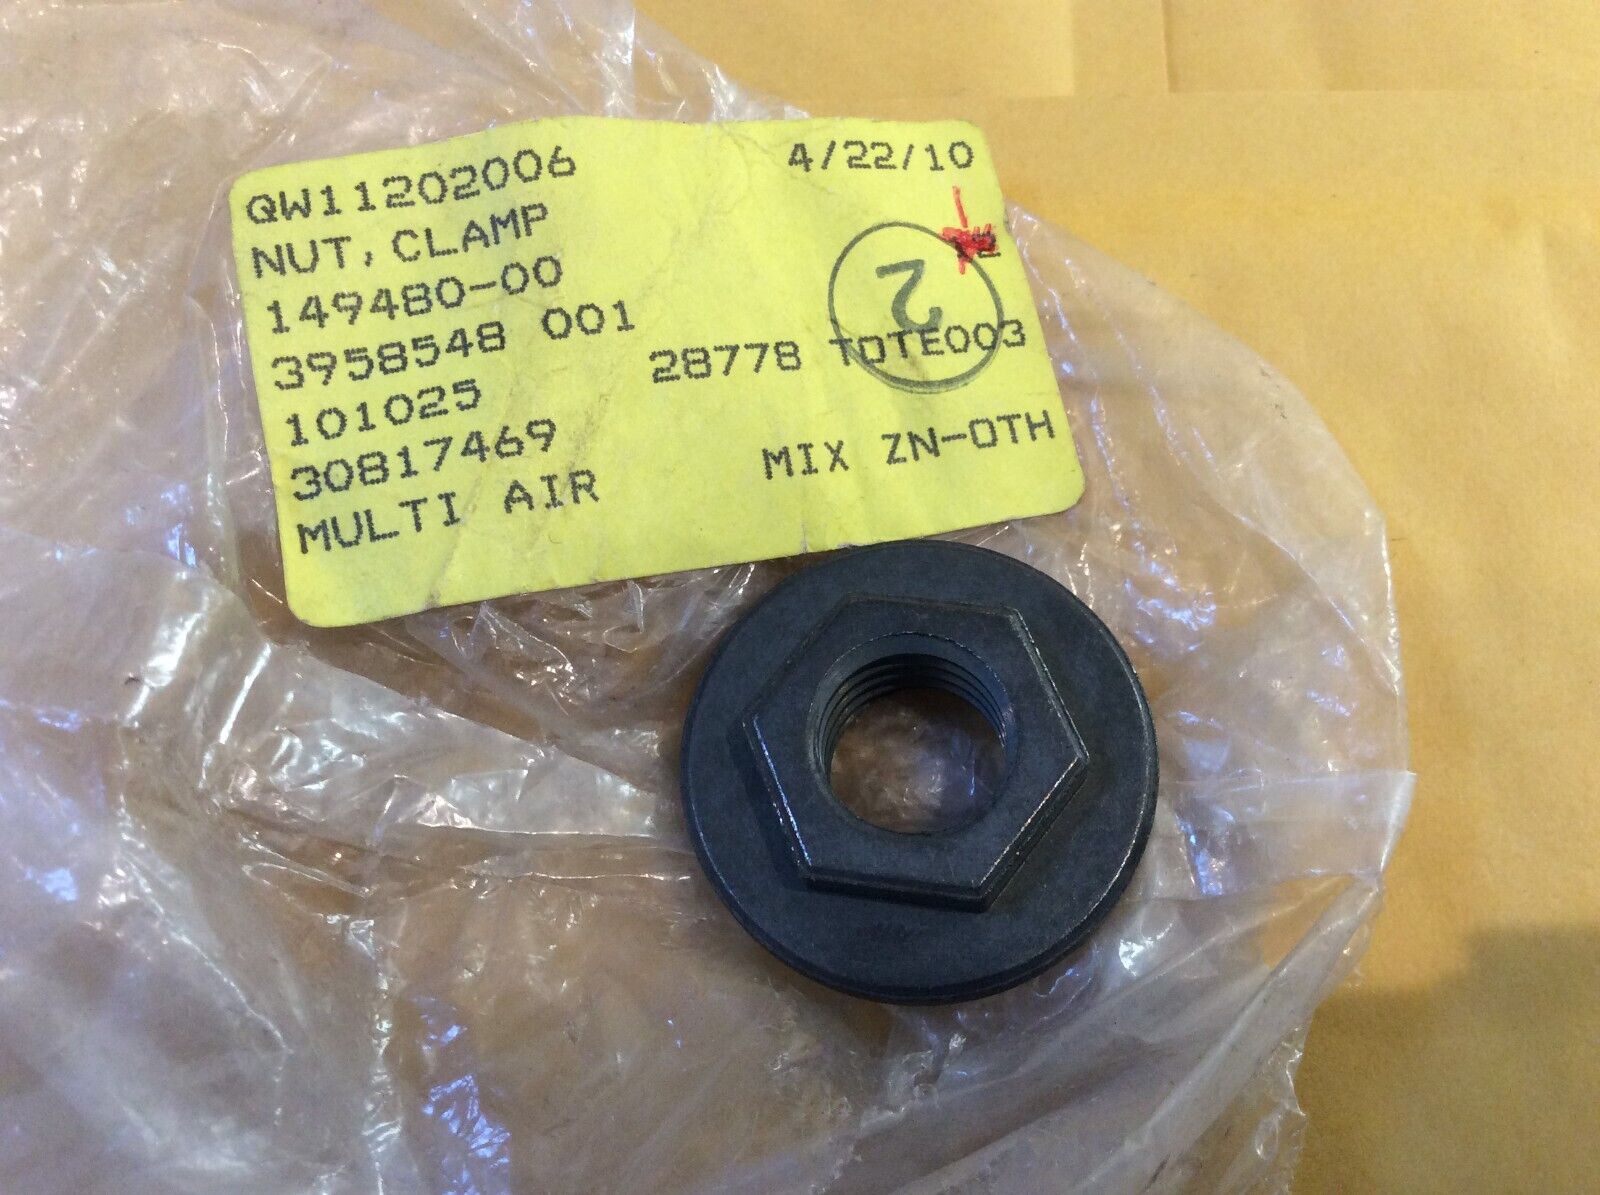 QW11202006 4/22/10
NUT, CLAMP
149480-00 2
3958548 001 28778 TOTE003
101025
30817469 MIX ZN-OTH
MULTI AIR